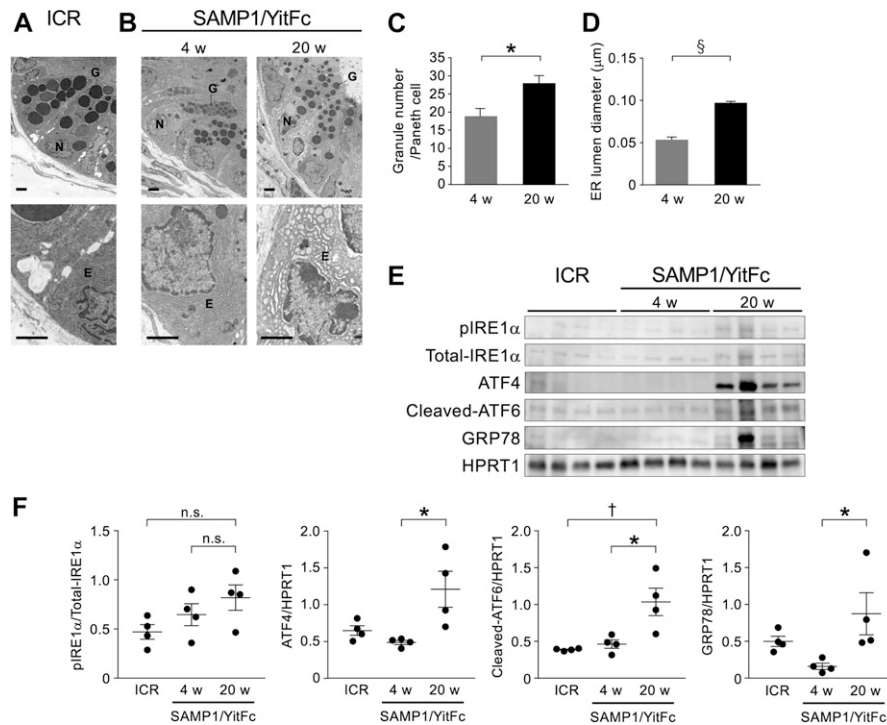 A
ICR
B
SAMP1/YitFc
4 w
20 w
G
N
G
N
G
N
E
E
E
C
Granule number
/Paneth cell
35
30
25
20
15
10
5
0
*
4 w
20 w
D
ER lumen diameter (μm)
0.15
0.10
0.05
0
§
4 w
20 w
E
ICR
SAMP1/YitFc
4 w
20 w
pIRE1α
Total-IRE1α
ATF4
Cleaved-ATF6
GRP78
HPRT1
F
pIRE1α/Total-IRE1α
1.5
1.0
0.5
0
n.s.
n.s.
ICR
4 w
20 w
SAMP1/YitFc
ATF4/HPRT1
2.0
1.5
1.0
0.5
0
*
ICR
4 w
20 w
SAMP1/YitFc
Cleaved-ATF6/HPRT1
2.0
1.5
1.0
0.5
0
†
*
ICR
4 w
20 w
SAMP1/YitFc
GRP78/HPRT1
2.0
1.5
1.0
0.5
0
*
ICR
4 w
20 w
SAMP1/YitFc